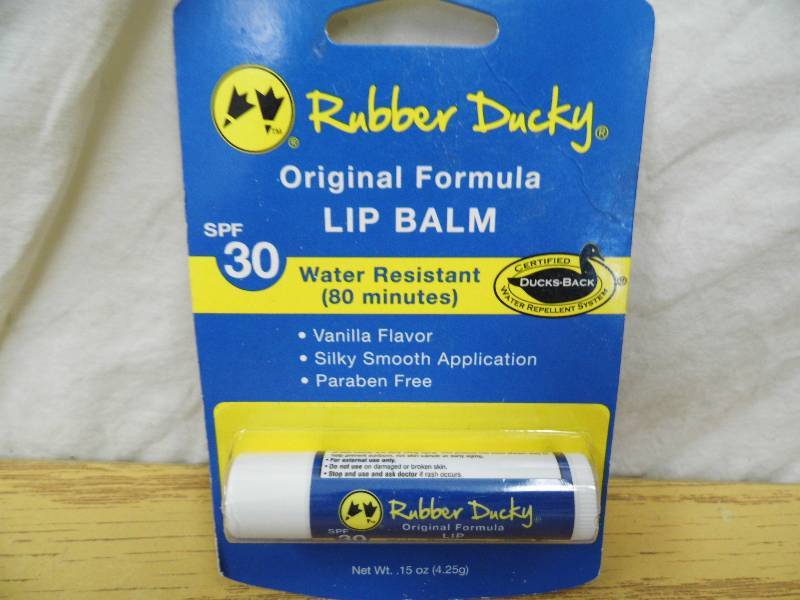 Rubber Ducky®
™ ®
Original Formula
LIP BALM
SPF
30
Water Resistant
(80 minutes)
CERTIFIED
DUCKS-BACK
WATER REPELLENT SYSTEM
®
• Vanilla Flavor
• Silky Smooth Application
• Paraben Free
• For external use only.
• Do not use on damaged or broken skin.
• Stop and use and ask doctor if rash occurs.
Rubber Ducky
Original Formula
SPF
30
LIP
Net Wt. .15 oz (4.25g)